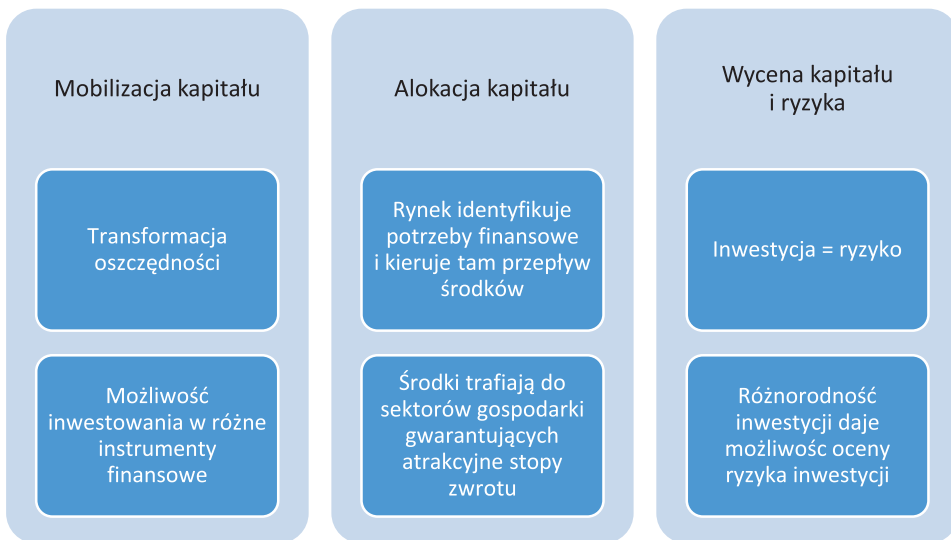 Mobilizacja kapitału
Transformacja
oszczędności
Możliwość
inwestowania w różne
instrumenty
finansowe
Alokacja kapitału
Rynek identyfikuje
potrzeby finansowe
i kieruje tam przepływ
środków
Środki trafiają do
sektorów gospodarki
gwarantujących
atrakcyjne stopy
zwrotu
Wycena kapitału
i ryzyka
Inwestycja = ryzyko
Różnorodność
inwestycji daje
możliwośc oceny
ryzyka inwestycji